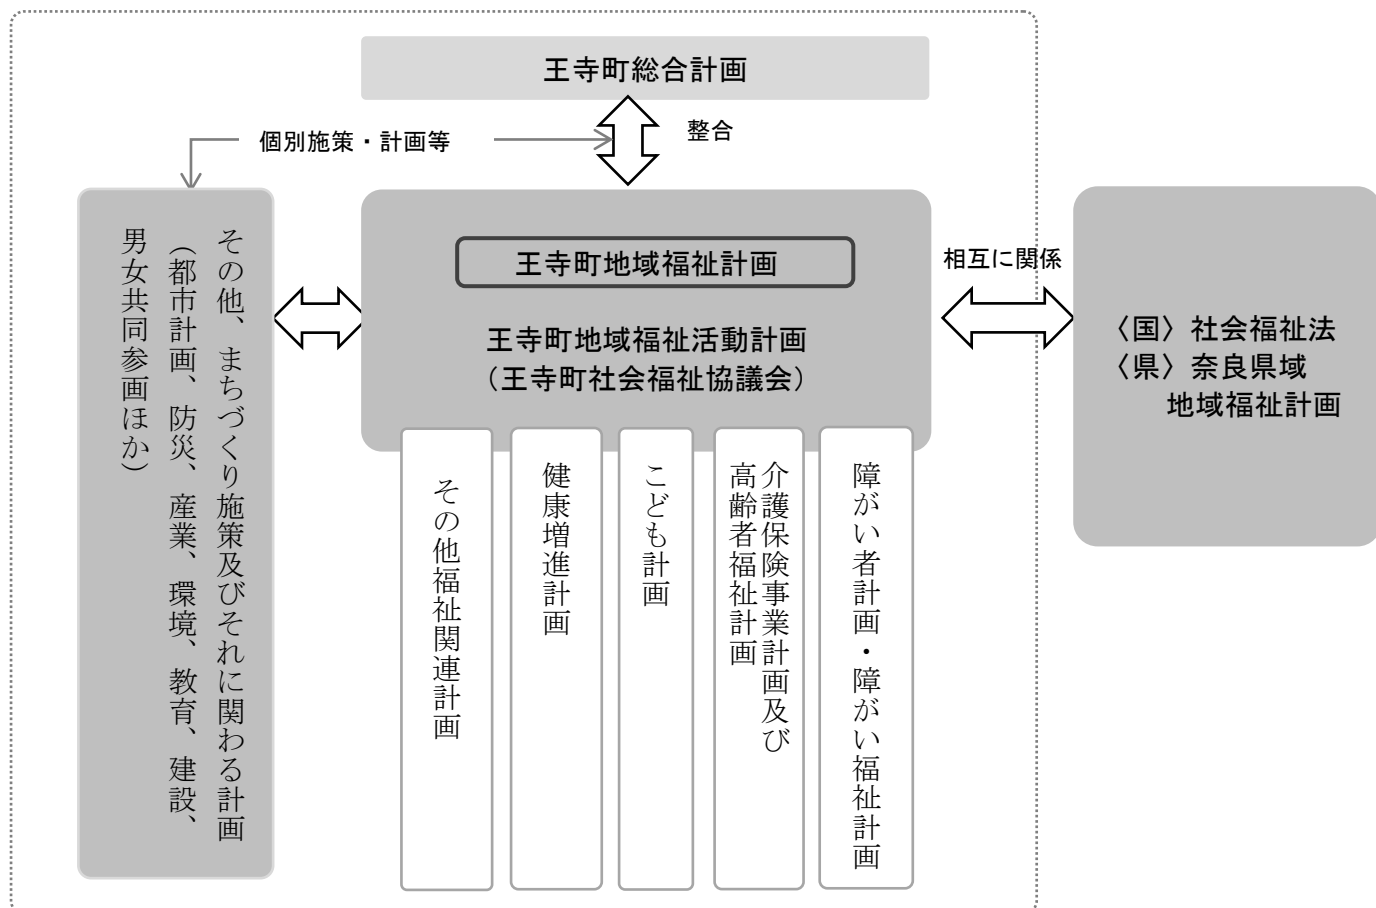 王寺町総合計画
整合
個別施策・計画等
王寺町地域福祉計画
王寺町地域福祉活動計画
（王寺町社会福祉協議会）
相互に関係
〈国〉社会福祉法
〈県〉奈良県域
地域福祉計画
その他、まちづくり施策及びそれに関わる計画
（都市計画、防災、産業、環境、教育、建設、
男女共同参画ほか）
障がい者計画・障がい福祉計画
介護保険事業計画及び
高齢者福祉計画
こども計画
健康増進計画
その他福祉関連計画